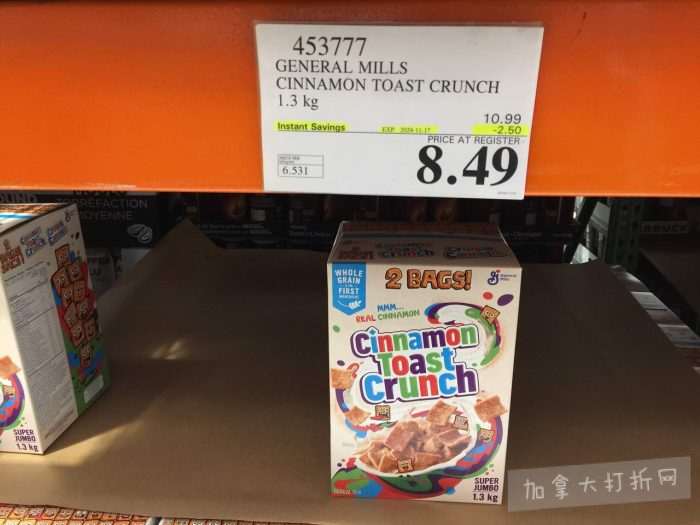 453777
GENERAL MILLS
CINNAMON TOAST CRUNCH
1.3 kg
10.99
Instant Savings
-2.50
PRICE AT REGISTER
6.531
8.49
2 BAGS!
WHOLE
GRAIN
FIRST
MMM...
REAL CINNAMON
Cinnamon
Toast
Crunch
SUPER
JUMBO
1.3 kg
SUPER
JUMBO
1.3 kg
加拿大打折网